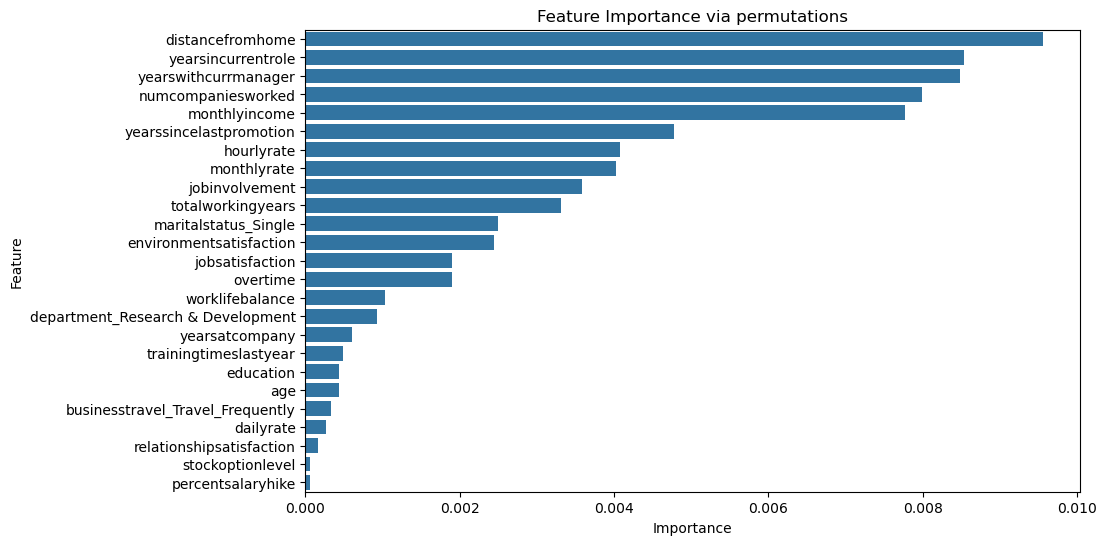 Feature Importance via permutations
distancefromhome
yearsincurrentrole
yearswithcurrmanager
numcompaniesworked
monthlyincome
yearssincelastpromotion
hourlyrate
monthlyrate
jobinvolvement
totalworkingyears
maritalstatus_Single
environmentsatisfaction
jobsatisfaction
overtime
worklifebalance
department_Research & Development
yearsatcompany
trainingtimeslastyear
education
age
businesstravel_Travel_Frequently
dailyrate
relationshipsatisfaction
stockoptionlevel
percentsalaryhike
Feature
0.000 0.002 0.004 0.006 0.008 0.010
Importance